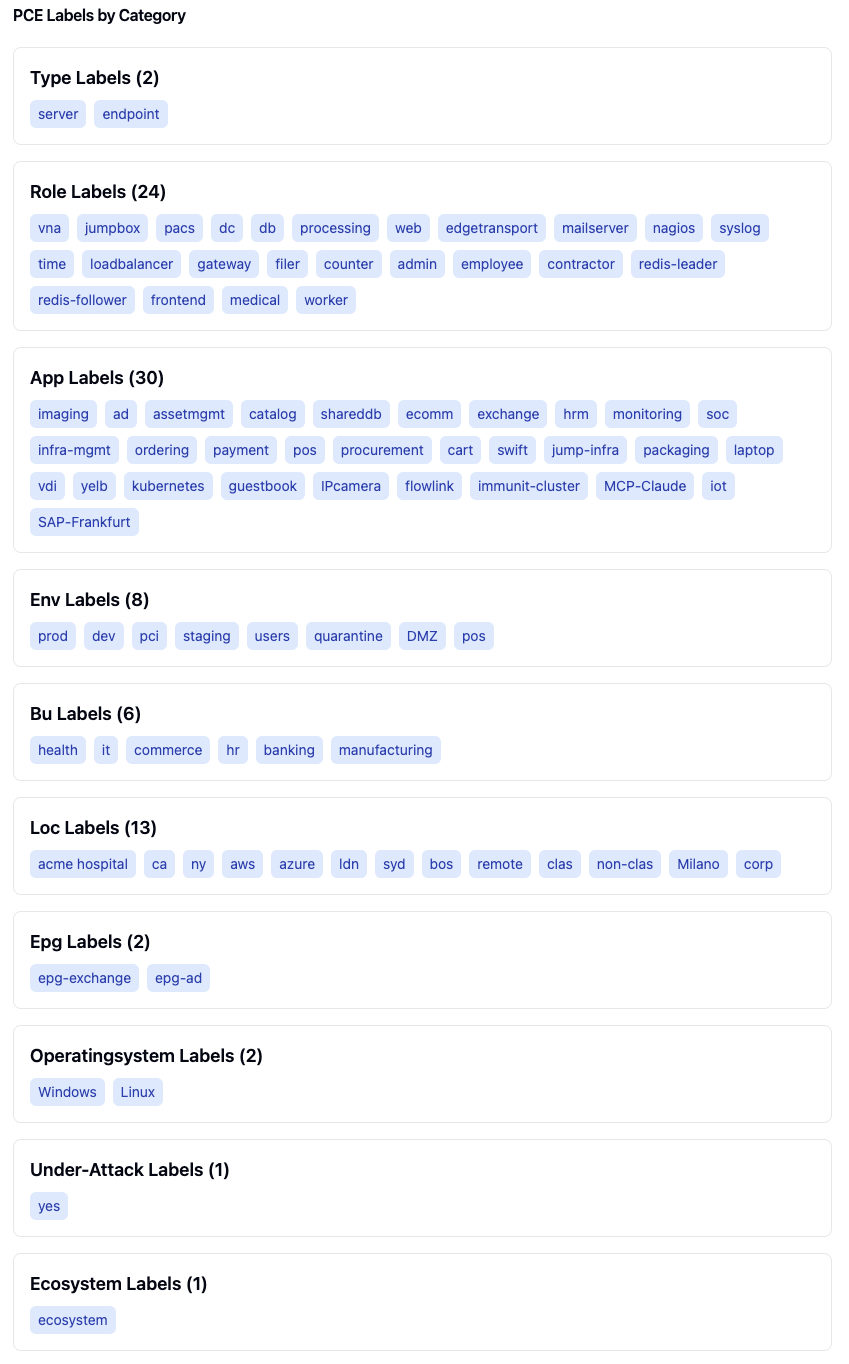 PCE Labels by Category
Type Labels (2)
server endpoint
Role Labels (24)
vna jumpbox pacs dc db processing web edgetransport mailserver nagios syslog
time loadbalancer gateway filer counter admin employee contractor redis-leader
redis-follower frontend medical worker
App Labels (30)
imaging ad assetmgmt catalog shareddb ecomm exchange hrm monitoring soc
infra-mgmt ordering payment pos procurement cart swift jump-infra packaging laptop
vdi yelb kubernetes guestbook IPcamera flowlink immunit-cluster MCP-Claude iot
SAP-Frankfurt
Env Labels (8)
prod dev pci staging users quarantine DMZ pos
Bu Labels (6)
health it commerce hr banking manufacturing
Loc Labels (13)
acme hospital ca ny aws azure ldn syd bos remote clas non-clas Milano corp
Epg Labels (2)
epg-exchange epg-ad
Operatingsystem Labels (2)
Windows Linux
Under-Attack Labels (1)
yes
Ecosystem Labels (1)
ecosystem